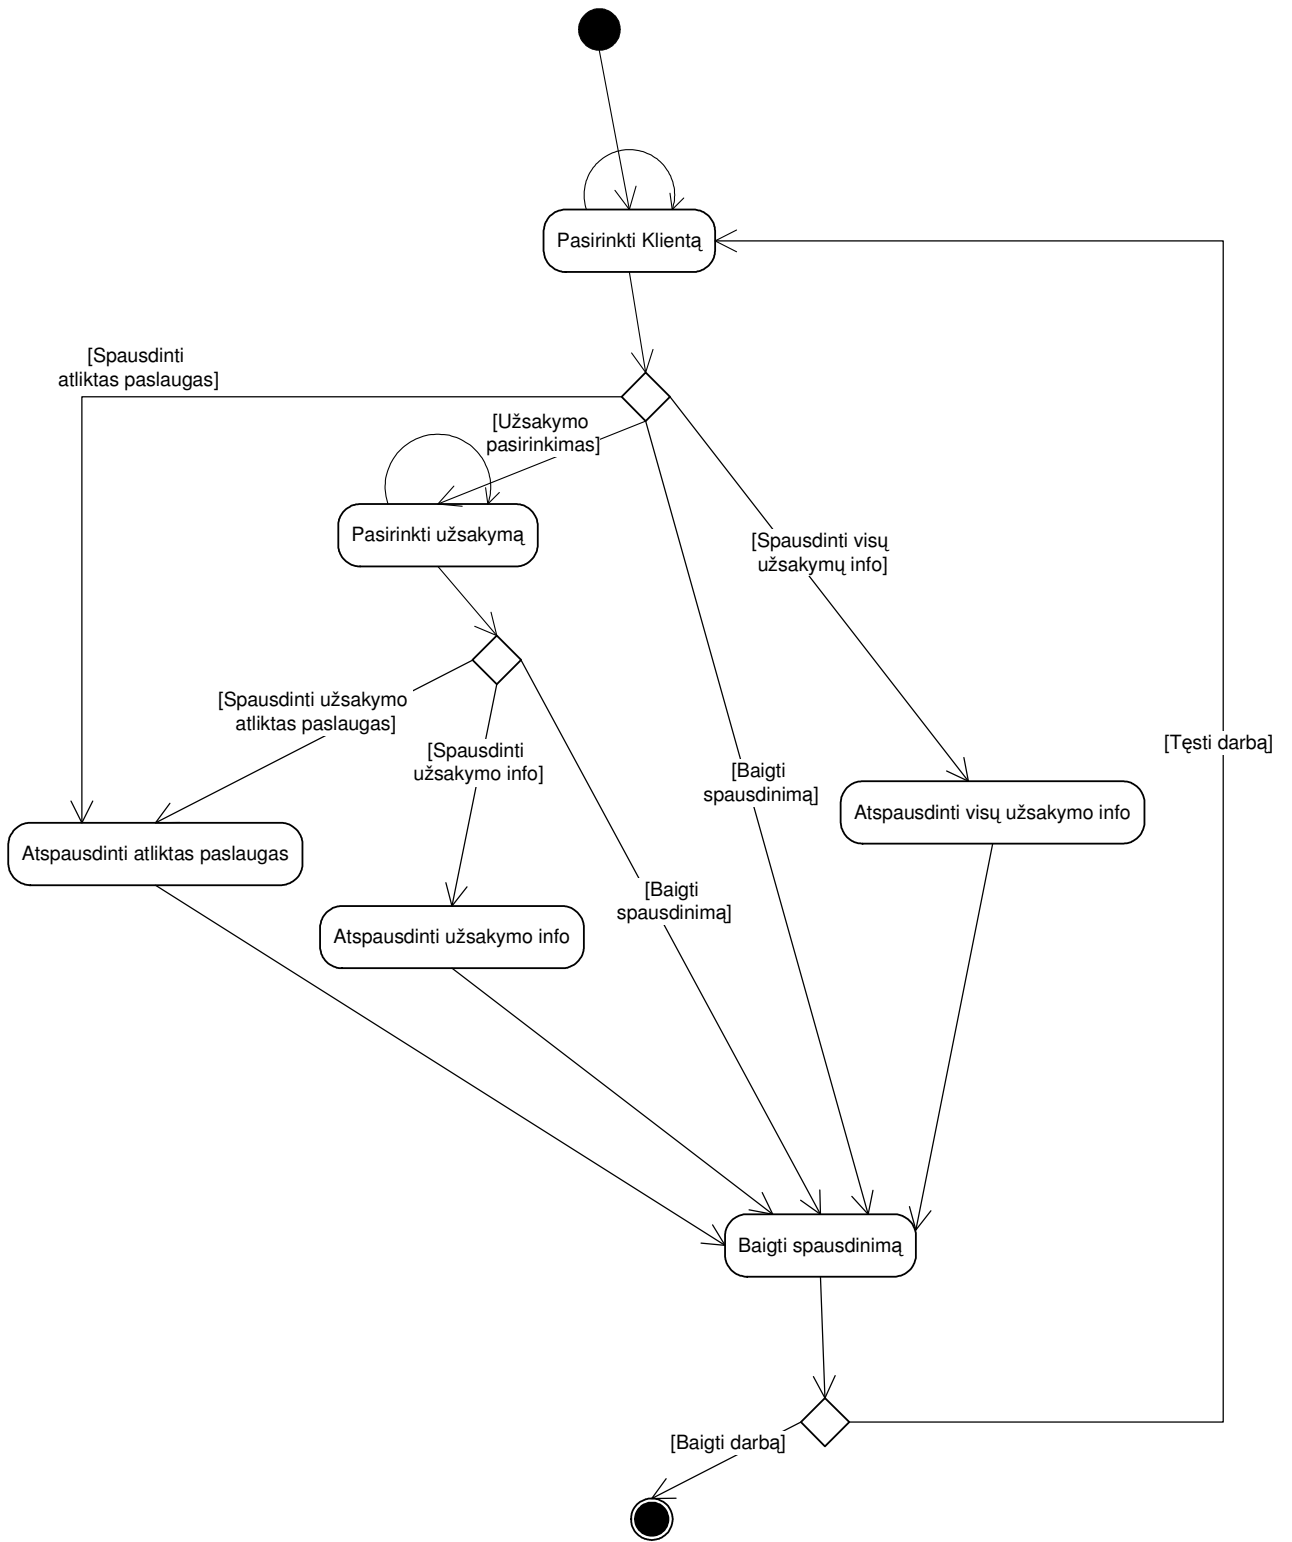 Pasirinkti Klientą
[Spausdinti
atliktas paslaugas]
[Užsakymo
pasirinkimas]
Pasirinkti užsakymą
[Spausdinti visų
užsakymų info]
[Spausdinti užsakymo
atliktas paslaugas]
[Spausdinti
užsakymo info]
[Baigti
spausdinimą]
[Tęsti darbą]
Atspausdinti visų užsakymo info
Atspausdinti atliktas paslaugas
[Baigti
spausdinimą]
Atspausdinti užsakymo info
Baigti spausdinimą
[Baigti darbą]